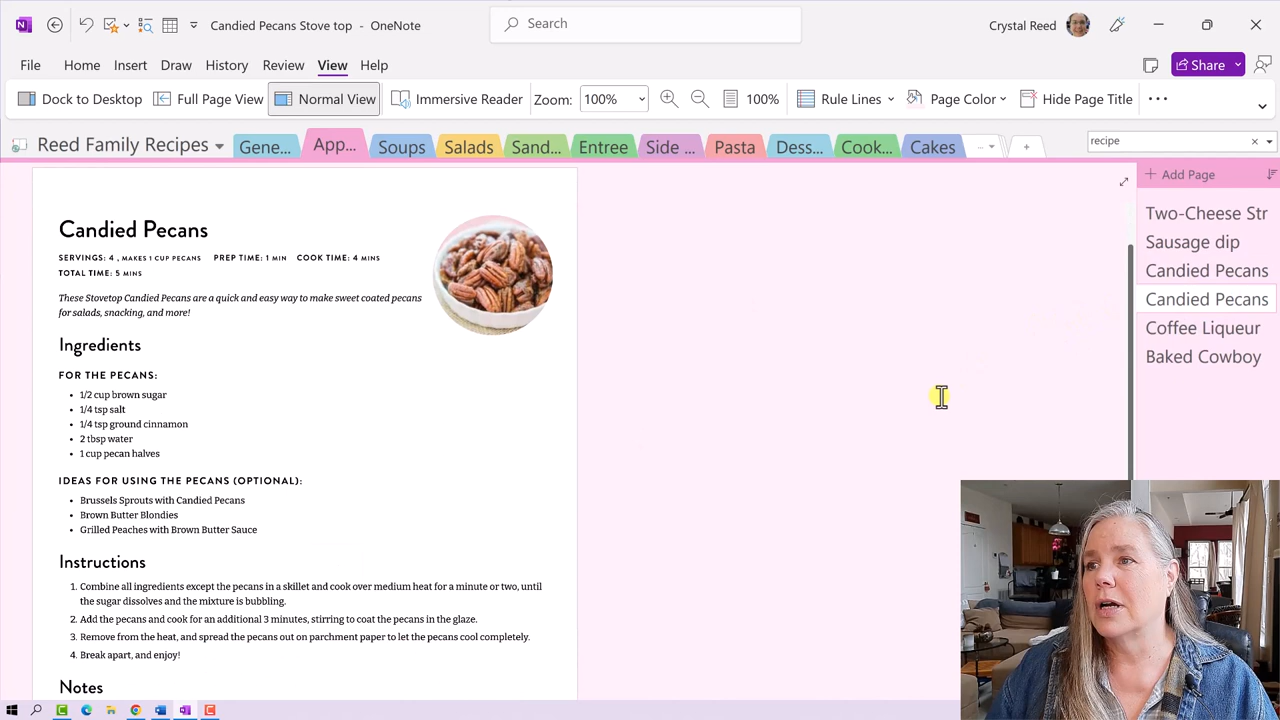 Candied Pecans Stove top - OneNote
Search
Crystal Reed
File Home Insert Draw History Review View Help
Share
Dock to Desktop Full Page View Normal View Immersive Reader Zoom: 100% 100% Rule Lines Page Color Hide Page Title
Reed Family Recipes Gene... App... Soups Salads Sand... Entree Side ... Pasta Dess... Cook... Cakes ... +
recipe
Add Page
Two-Cheese Str
Sausage dip
Candied Pecans
Candied Pecans
Coffee Liqueur
Baked Cowboy
Candied Pecans
SERVINGS: 4 , MAKES 1 CUP PECANS PREP TIME: 1 MIN COOK TIME: 4 MINS
TOTAL TIME: 5 MINS
These Stovetop Candied Pecans are a quick and easy way to make sweet coated pecans
for salads, snacking, and more!
Ingredients
FOR THE PECANS:
• 1/2 cup brown sugar
• 1/4 tsp salt
• 1/4 tsp ground cinnamon
• 2 tbsp water
• 1 cup pecan halves
IDEAS FOR USING THE PECANS (OPTIONAL):
• Brussels Sprouts with Candied Pecans
• Brown Butter Blondies
• Grilled Peaches with Brown Butter Sauce
Instructions
1. Combine all ingredients except the pecans in a skillet and cook over medium heat for a minute or two, until
the sugar dissolves and the mixture is bubbling.
2. Add the pecans and cook for an additional 3 minutes, stirring to coat the pecans in the glaze.
3. Remove from the heat, and spread the pecans out on parchment paper to let the pecans cool completely.
4. Break apart, and enjoy!
Notes